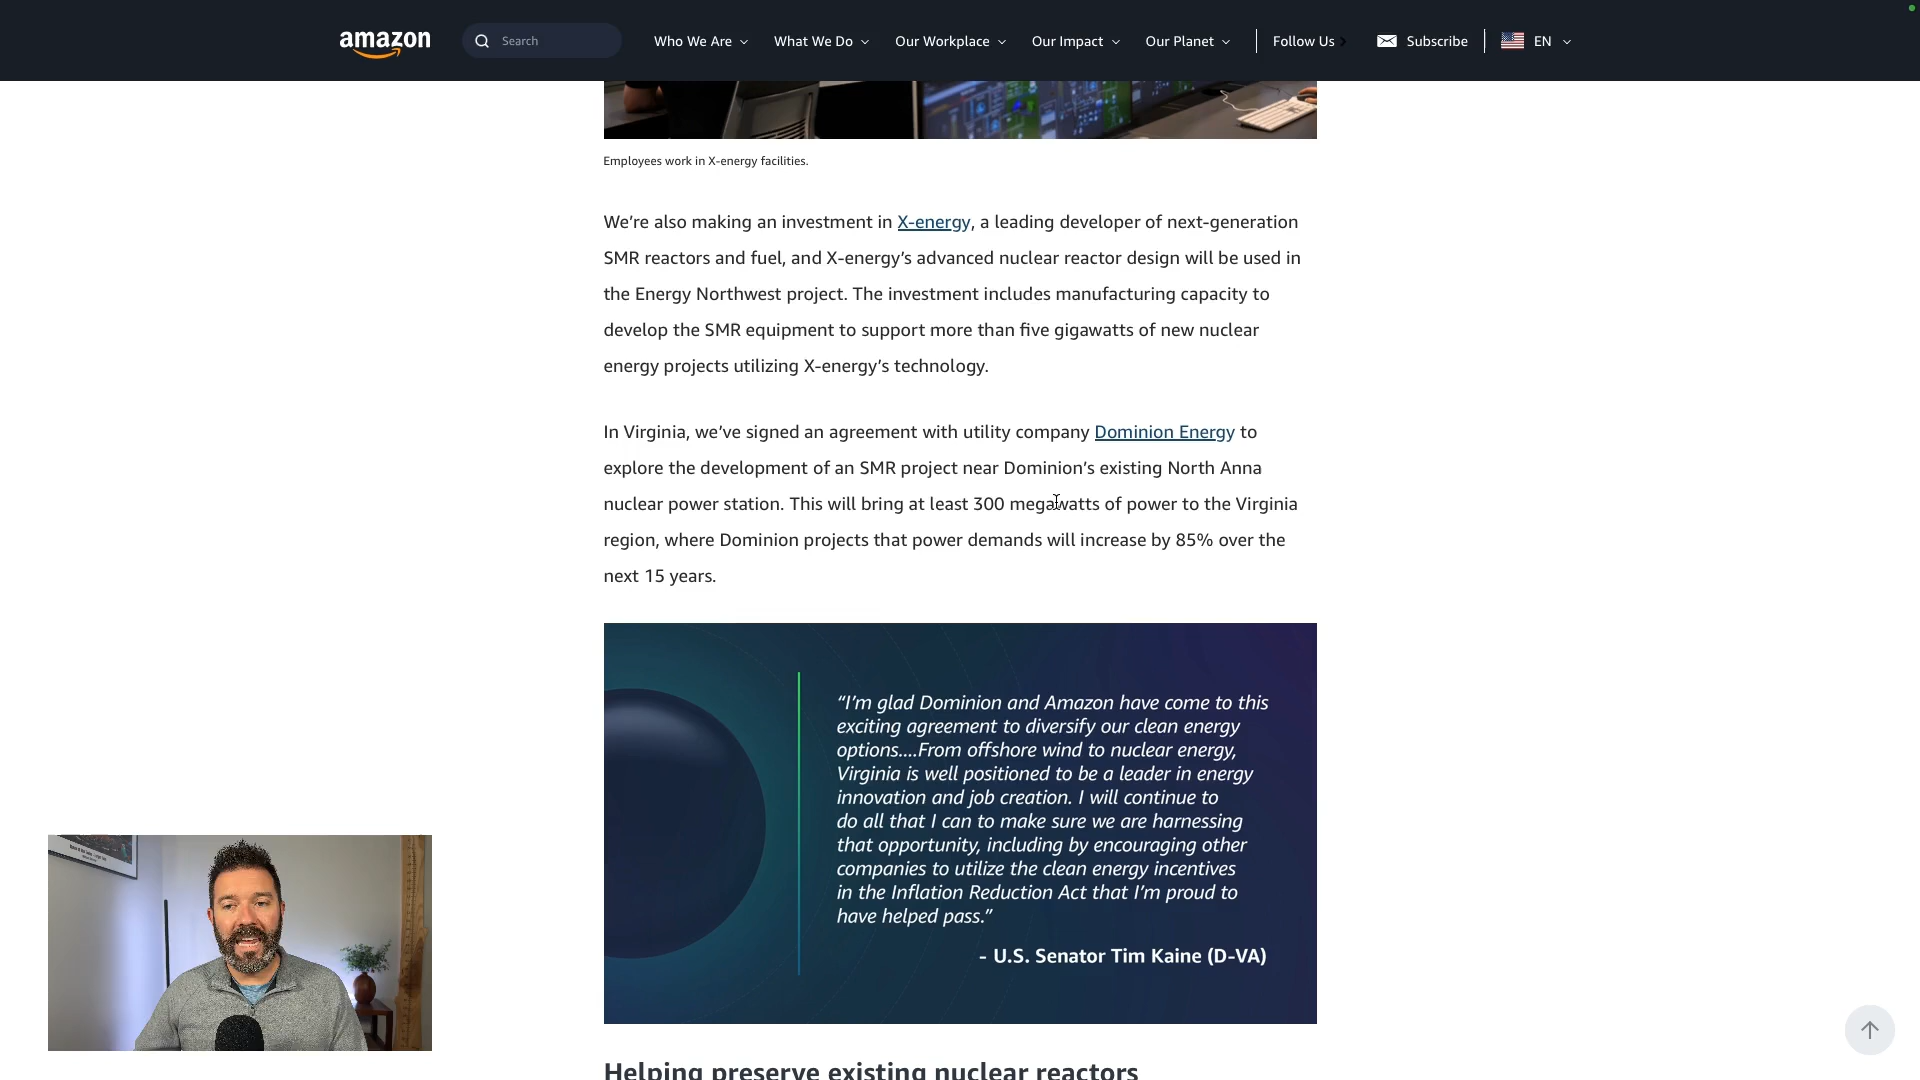 amazon
Search
Who We Are
What We Do
Our Workplace
Our Impact
Our Planet
Follow Us
Subscribe
EN
Employees work in X-energy facilities.
We’re also making an investment in X-energy, a leading developer of next-generation
SMR reactors and fuel, and X-energy’s advanced nuclear reactor design will be used in
the Energy Northwest project. The investment includes manufacturing capacity to
develop the SMR equipment to support more than five gigawatts of new nuclear
energy projects utilizing X-energy’s technology.
In Virginia, we’ve signed an agreement with utility company Dominion Energy to
explore the development of an SMR project near Dominion’s existing North Anna
nuclear power station. This will bring at least 300 megawatts of power to the Virginia
region, where Dominion projects that power demands will increase by 85% over the
next 15 years.
“I’m glad Dominion and Amazon have come to this
exciting agreement to diversify our clean energy
options....From offshore wind to nuclear energy,
Virginia is well positioned to be a leader in energy
innovation and job creation. I will continue to
do all that I can to make sure we are harnessing
that opportunity, including by encouraging other
companies to utilize the clean energy incentives
in the Inflation Reduction Act that I’m proud to
have helped pass.”
- U.S. Senator Tim Kaine (D-VA)
Helping preserve existing nuclear reactors